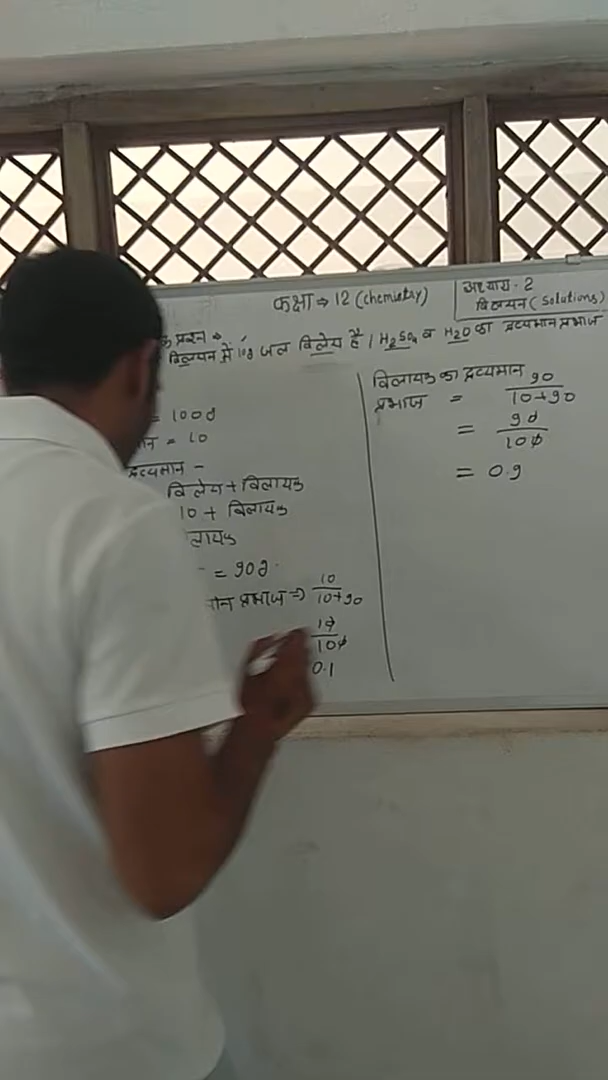 कक्षा → 12 (chemistry)
अध्याय - 2
विलयन (Solutions)
प्रश्न →
विलयन में 10g जल विलेय है / H2SO4 व H2O का द्रव्यमान प्रभाज
= 100g
मान = 10
द्रव्यमान -
विलेय + विलायक
10 + विलायक
लायक
= 90g
मान प्रभाज ⇒ 10/10+90
10/100
0.1
विलायक का द्रव्यमान
प्रभाज = 90/10+90
= 90/100
= 0.9